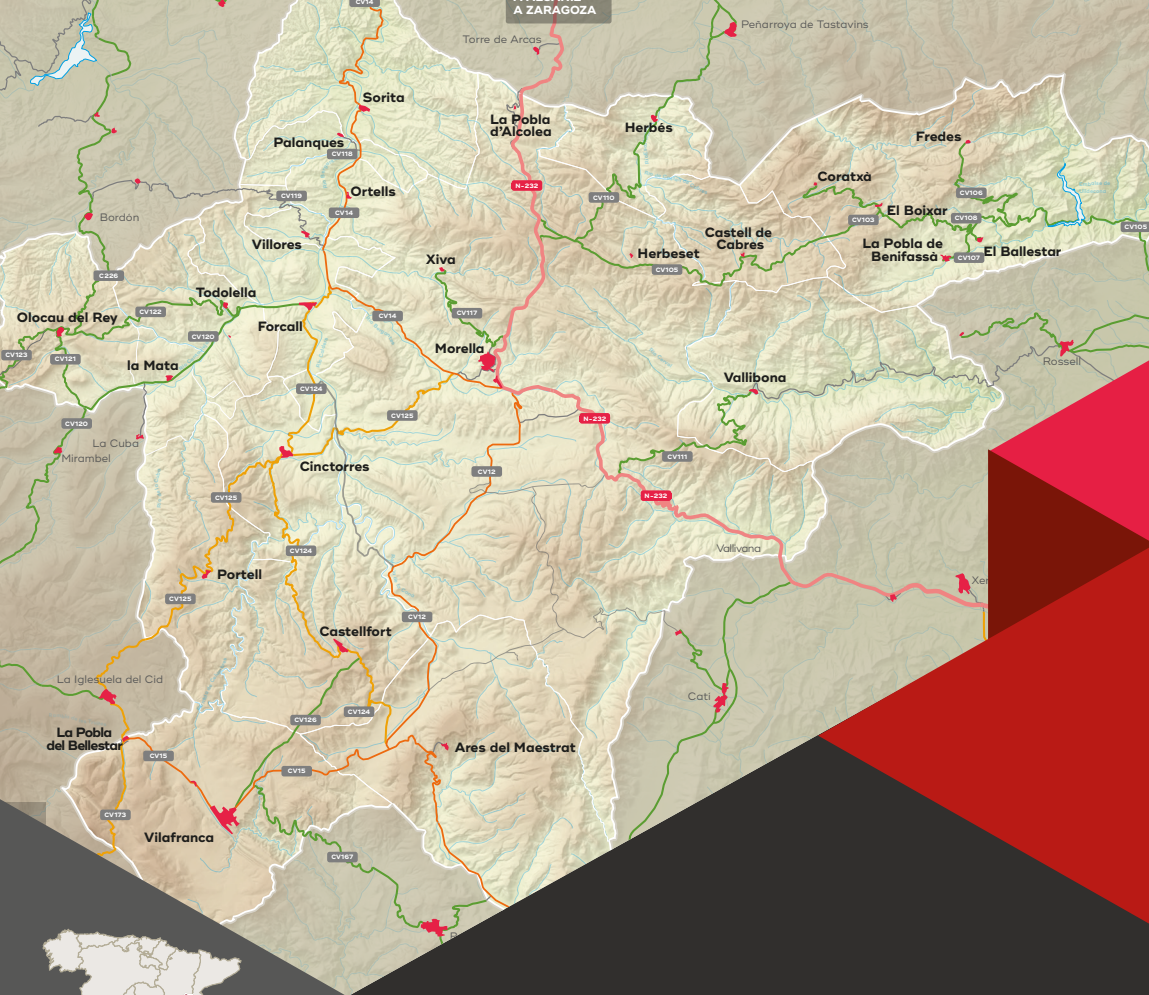 CV14
A ZARAGOZA
Peñarroya de Tastavins
Torre de Arcas
Sorita
La Pobla
d'Alcolea
Herbés
Fredes
Palanques
CV118
Coratxà
N-232
CV119
Ortells
CV110
CV106
Bordón
CV14
El Boixar
CV103
CV108
CV105
Villores
Castell de
Cabres
La Pobla de
Benifassà
El Ballestar
Herbeset
CV107
Xiva
CV105
C226
Todolella
CV122
CV117
Olocau del Rey
CV14
Forcall
CV120
Morella
CV123
CV121
la Mata
Rossell
Vallibona
CV124
CV125
N-232
CV120
La Cuba
Mirambel
CV111
Cinctorres
CV12
CV125
N-232
CV124
Vallivana
Portell
CV125
CV12
Castellfort
La Iglesuela del Cid
Catí
CV124
CV126
La Pobla
del Bellestar
Ares del Maestrat
CV15
CV15
CV173
Vilafranca
CV167